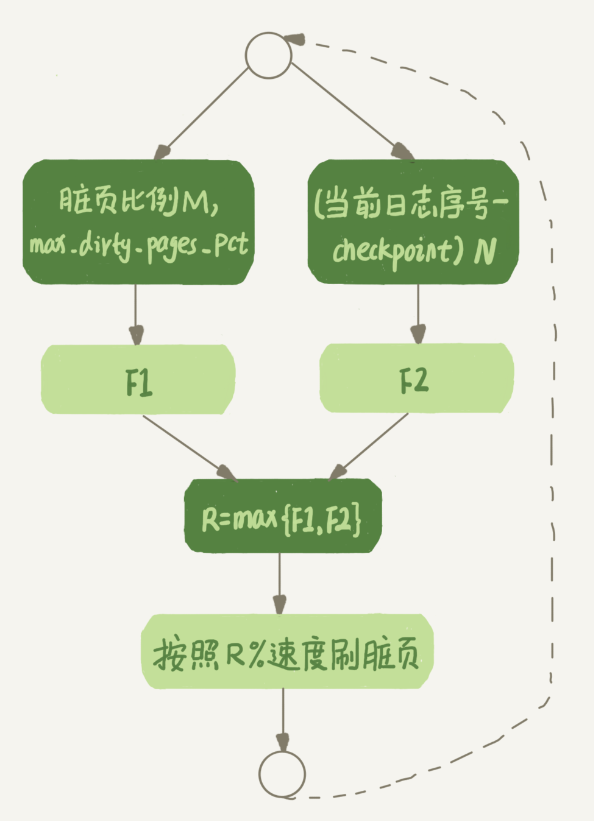 脏页比例M,
max_dirty_pages_pct
(当前日志序号-
checkpoint) N
F1
F2
R=max{F1,F2}
按照R%速度刷脏页